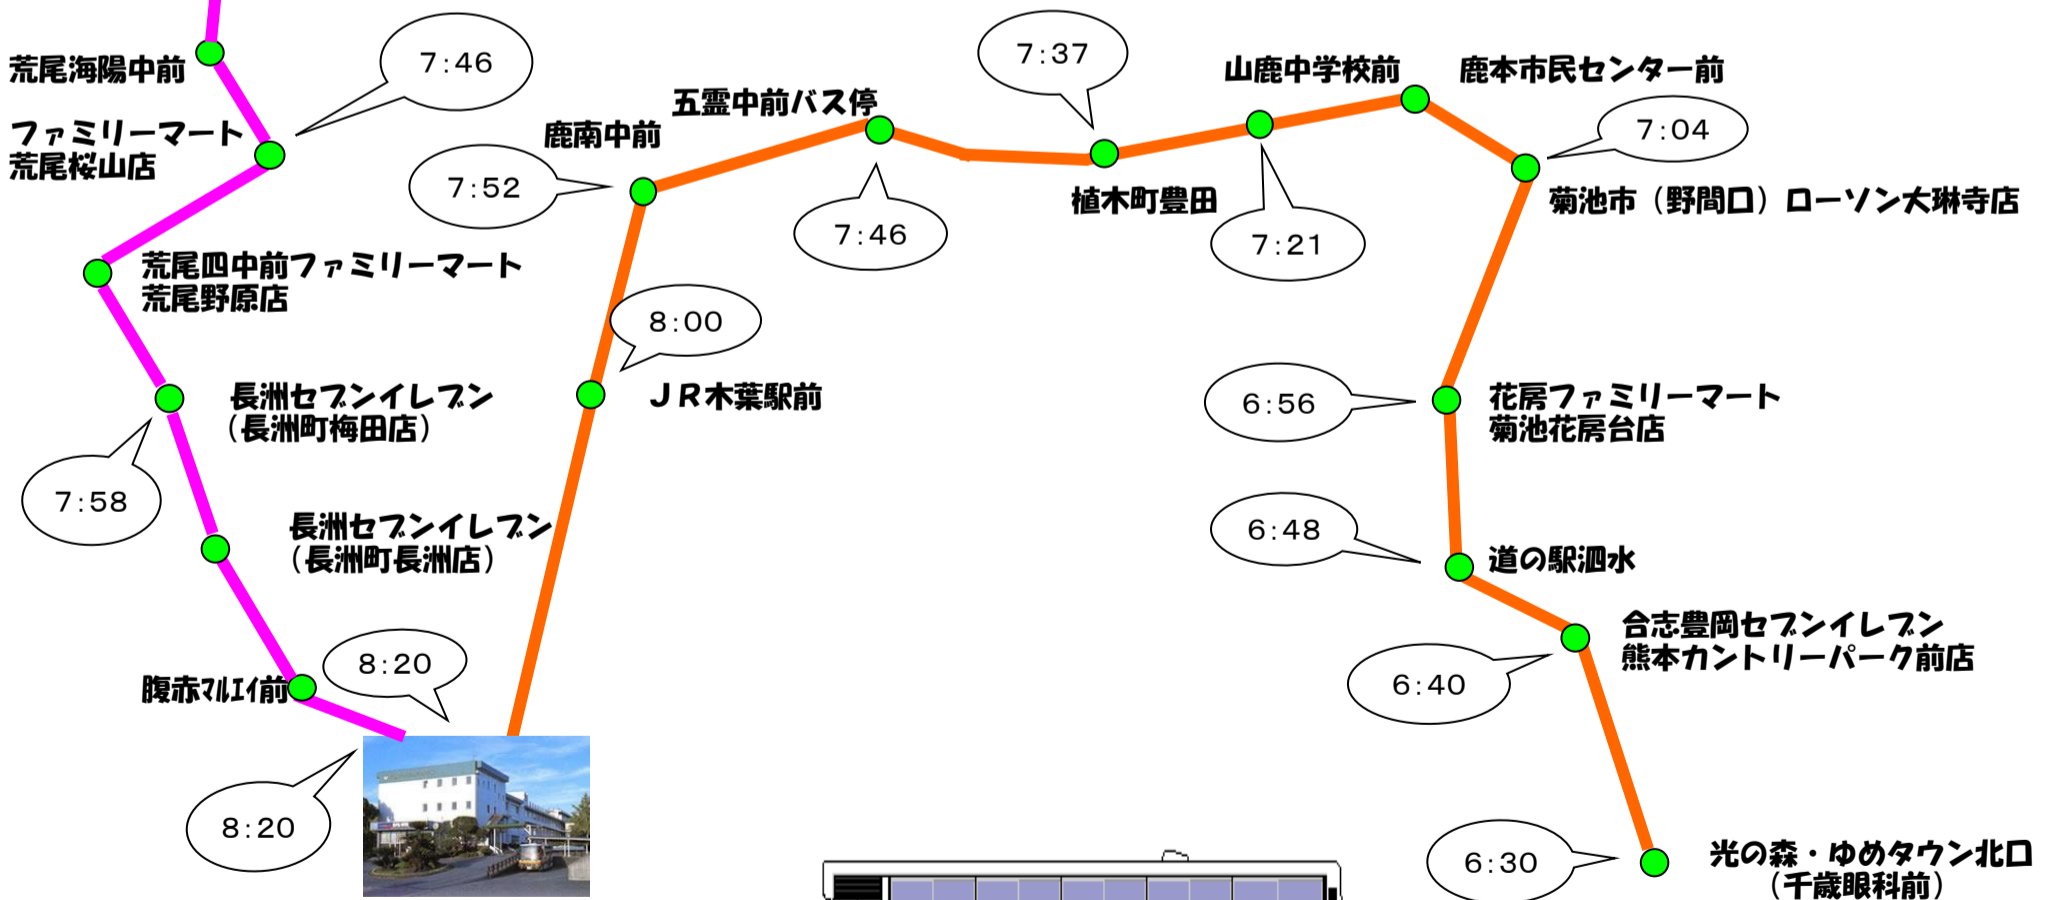 荒尾海陽中前
7:46
ファミリーマート
荒尾桜山店
荒尾四中前ファミリーマート
荒尾野原店
長洲セブンイレブン
（長洲町梅田店）
7:58
長洲セブンイレブン
（長洲町長洲店）
腹赤ﾏﾙｴｲ前
8:20
8:20
鹿南中前
7:52
五霊中前バス停
7:46
8:00
ＪＲ木葉駅前
7:37
植木町豊田
山鹿中学校前
7:21
鹿本市民センター前
7:04
菊池市（野間口）ローソン大琳寺店
6:56
花房ファミリーマート
菊池花房台店
6:48
道の駅泗水
合志豊岡セブンイレブン
熊本カントリーパーク前店
6:40
6:30
光の森・ゆめタウン北口
（千歳眼科前）